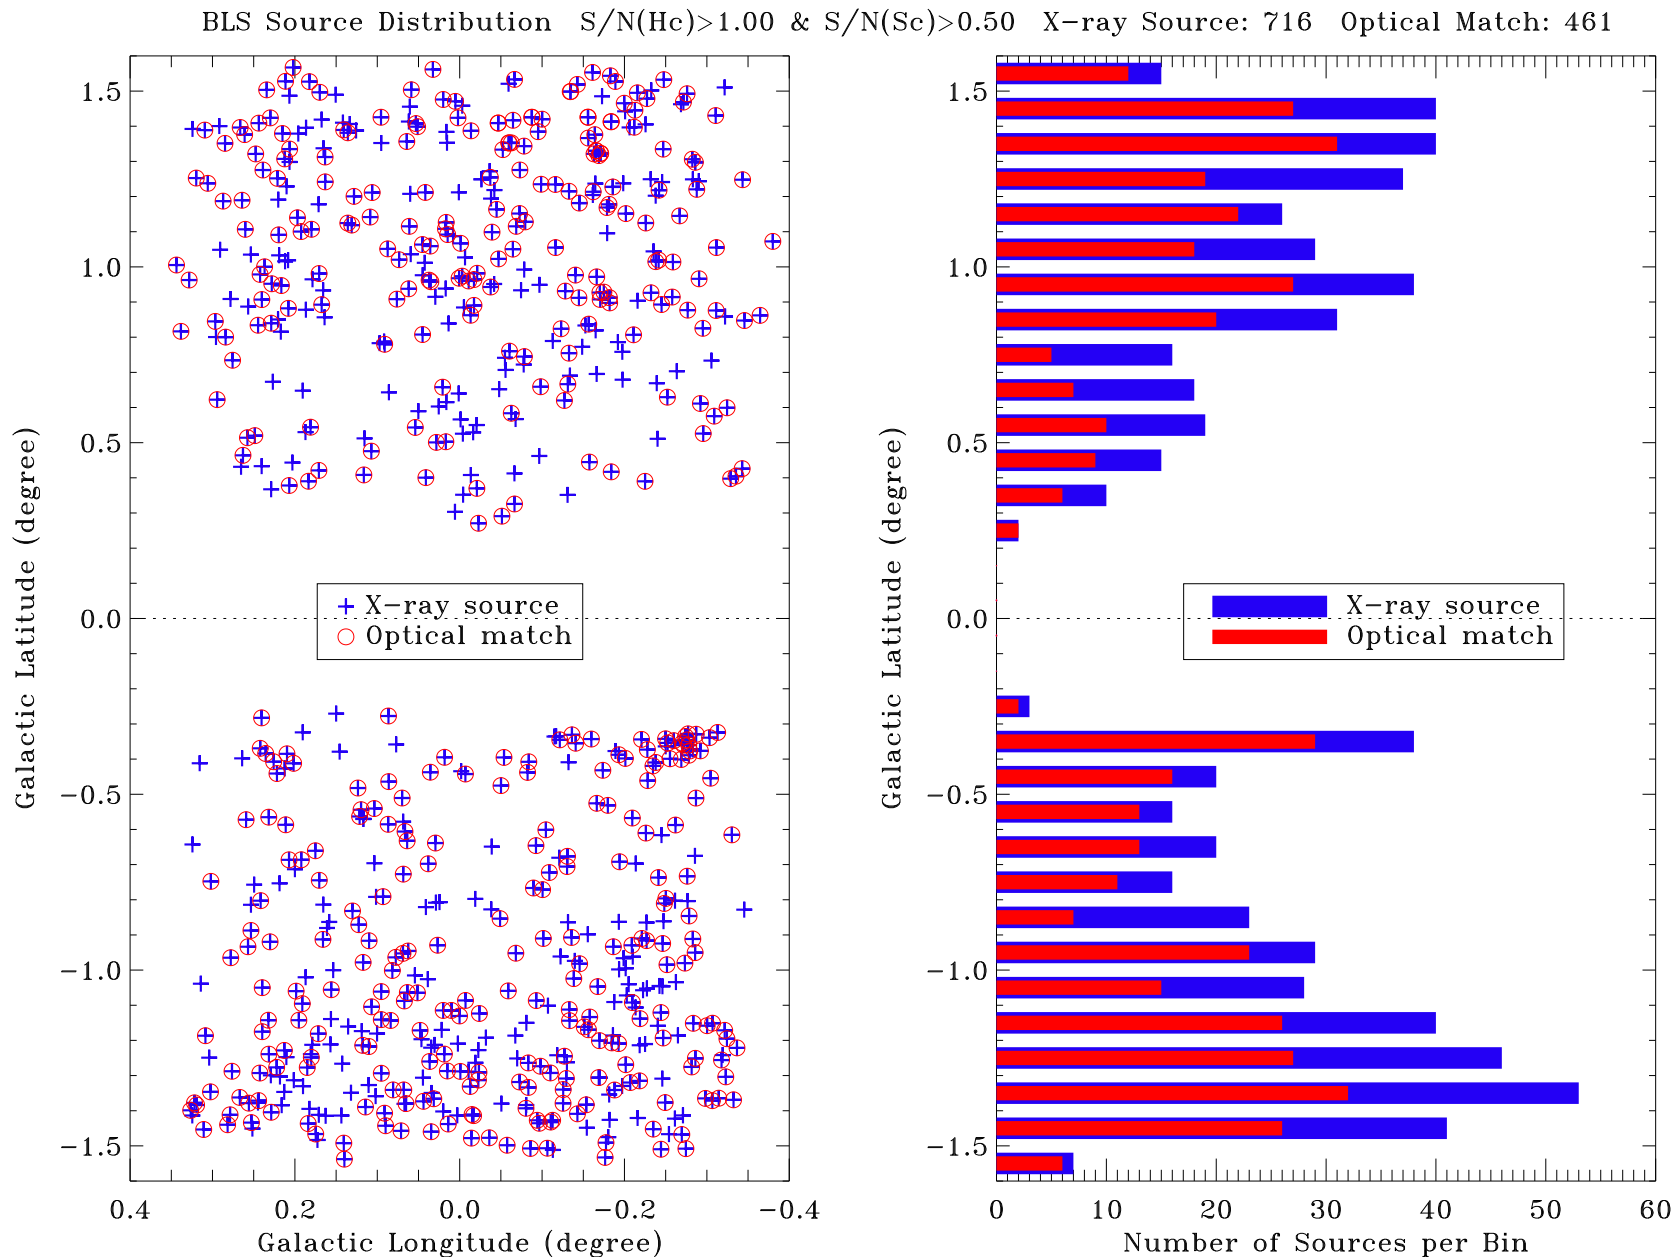 BLS Source Distribution S/N(Hc)>1.00 & S/N(Sc)>0.50 X-ray Source: 716 Optical Match: 461
Galactic Latitude (degree)
1.5
1.0
0.5
0.0
-0.5
-1.0
-1.5
X-ray source
Optical match
0.4 0.2 0.0 -0.2 -0.4
Galactic Longitude (degree)
Galactic Latitude (degree)
1.5
1.0
0.5
0.0
-0.5
-1.0
-1.5
X-ray source
Optical match
0 10 20 30 40 50 60
Number of Sources per Bin